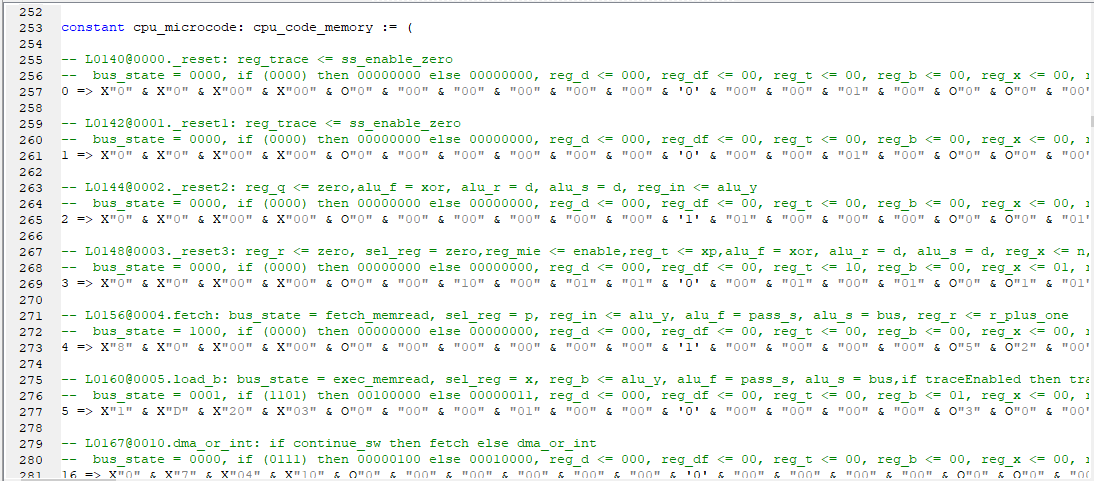 252
253 constant cpu_microcode: cpu_code_memory := (
254
255 -- L0140@0000._reset: reg_trace <= ss_enable_zero
256 --  bus_state = 0000, if (0000) then 00000000 else 00000000, reg_d <= 000, reg_df <= 00, reg_t <= 00, reg_b <= 00, reg_x <= 00,
257 0 => X"0" & X"0" & X"00" & X"00" & O"0" & "00" & "00" & "00" & "00" & "00" & '0' & "00" & "00" & "01" & "00" & O"0" & O"0" & "00"
258
259 -- L0142@0001._reset1: reg_trace <= ss_enable_zero
260 --  bus_state = 0000, if (0000) then 00000000 else 00000000, reg_d <= 000, reg_df <= 00, reg_t <= 00, reg_b <= 00, reg_x <= 00,
261 1 => X"0" & X"0" & X"00" & X"00" & O"0" & "00" & "00" & "00" & "00" & "00" & '0' & "00" & "00" & "01" & "00" & O"0" & O"0" & "00"
262
263 -- L0144@0002._reset2: reg_q <= zero,alu_f = xor, alu_r = d, alu_s = d, reg_in <= alu_y
264 --  bus_state = 0000, if (0000) then 00000000 else 00000000, reg_d <= 000, reg_df <= 00, reg_t <= 00, reg_b <= 00, reg_x <= 00,
265 2 => X"0" & X"0" & X"00" & X"00" & O"0" & "00" & "00" & "00" & "00" & "00" & '1' & "01" & "00" & "00" & "00" & O"0" & O"0" & "01"
266
267 -- L0148@0003._reset3: reg_r <= zero, sel_reg = zero,reg_mie <= enable,reg_t <= xp,alu_f = xor, alu_r = d, alu_s = d, reg_x <= n,
268 --  bus_state = 0000, if (0000) then 00000000 else 00000000, reg_d <= 000, reg_df <= 00, reg_t <= 10, reg_b <= 00, reg_x <= 01,
269 3 => X"0" & X"0" & X"00" & X"00" & O"0" & "00" & "10" & "00" & "01" & "01" & '0' & "00" & "01" & "00" & "01" & O"0" & O"1" & "01"
270
271 -- L0156@0004.fetch: bus_state = fetch_memread, sel_reg = p, reg_in <= alu_y, alu_f = pass_s, alu_s = bus, reg_r <= r_plus_one
272 --  bus_state = 1000, if (0000) then 00000000 else 00000000, reg_d <= 000, reg_df <= 00, reg_t <= 00, reg_b <= 00, reg_x <= 00,
273 4 => X"8" & X"0" & X"00" & X"00" & O"0" & "00" & "00" & "00" & "00" & "00" & '1' & "00" & "00" & "00" & "00" & O"5" & O"2" & "00"
274
275 -- L0160@0005.load_b: bus_state = exec_memread, sel_reg = x, reg_b <= alu_y, alu_f = pass_s, alu_s = bus,if traceEnabled then
276 --  bus_state = 0001, if (1101) then 00100000 else 00000011, reg_d <= 000, reg_df <= 00, reg_t <= 00, reg_b <= 01, reg_x <= 00,
277 5 => X"1" & X"D" & X"20" & X"03" & O"0" & "00" & "00" & "01" & "00" & "00" & '0' & "00" & "00" & "00" & "00" & O"3" & O"0" & "00"
278
279 -- L0167@0010.dma_or_int: if continue_sw then fetch else dma_or_int
280 --  bus_state = 0000, if (0111) then 00000100 else 00010000, reg_d <= 000, reg_df <= 00, reg_t <= 00, reg_b <= 00, reg_x <= 00,
281 16 => X"0" & X"7" & X"04" & X"10" & O"0" & "00" & "00" & "00" & "00" & "00" & '0' & "00" & "00" & "00" & "00" & O"0" & O"0" &